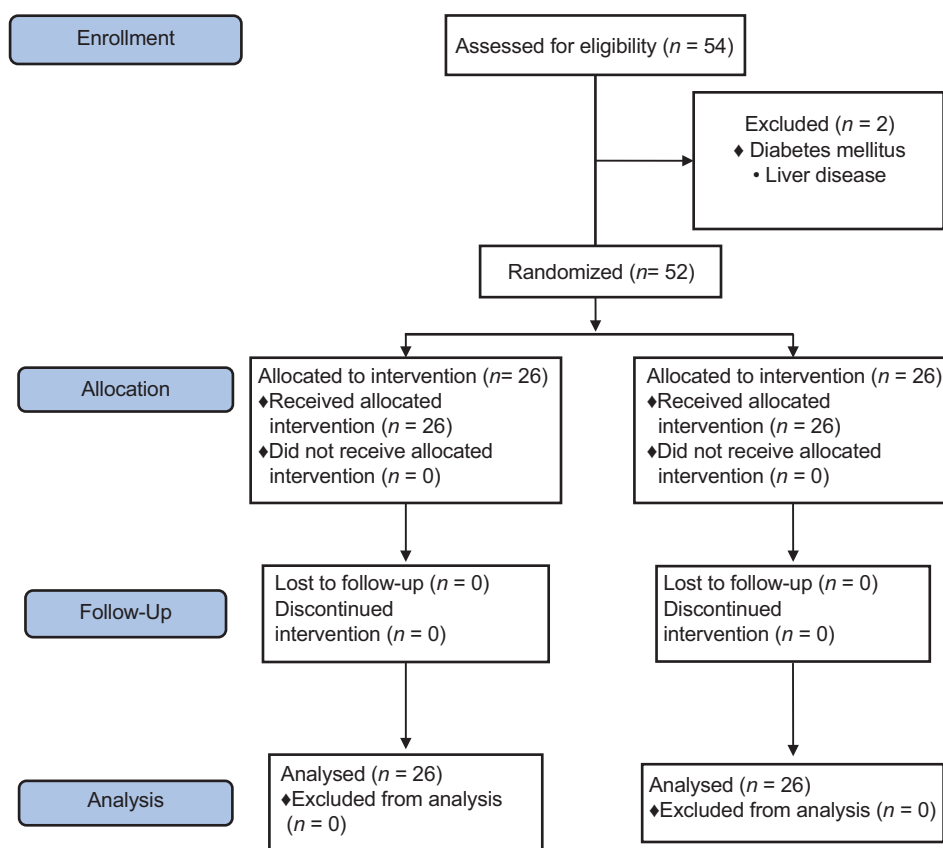 Enrollment
Assessed for eligibility (n = 54)
Excluded (n = 2)
♦ Diabetes mellitus
• Liver disease
Randomized (n= 52)
Allocation
Allocated to intervention (n= 26)
♦Received allocated
intervention (n = 26)
♦Did not receive allocated
intervention (n = 0)
Allocated to intervention (n = 26)
♦Received allocated
intervention (n = 26)
♦Did not receive allocated
intervention (n = 0)
Follow-Up
Lost to follow-up (n = 0)
Discontinued
intervention (n = 0)
Lost to follow-up (n = 0)
Discontinued
intervention (n = 0)
Analysis
Analysed (n = 26)
♦Excluded from analysis
(n = 0)
Analysed (n = 26)
♦Excluded from analysis (n = 0)